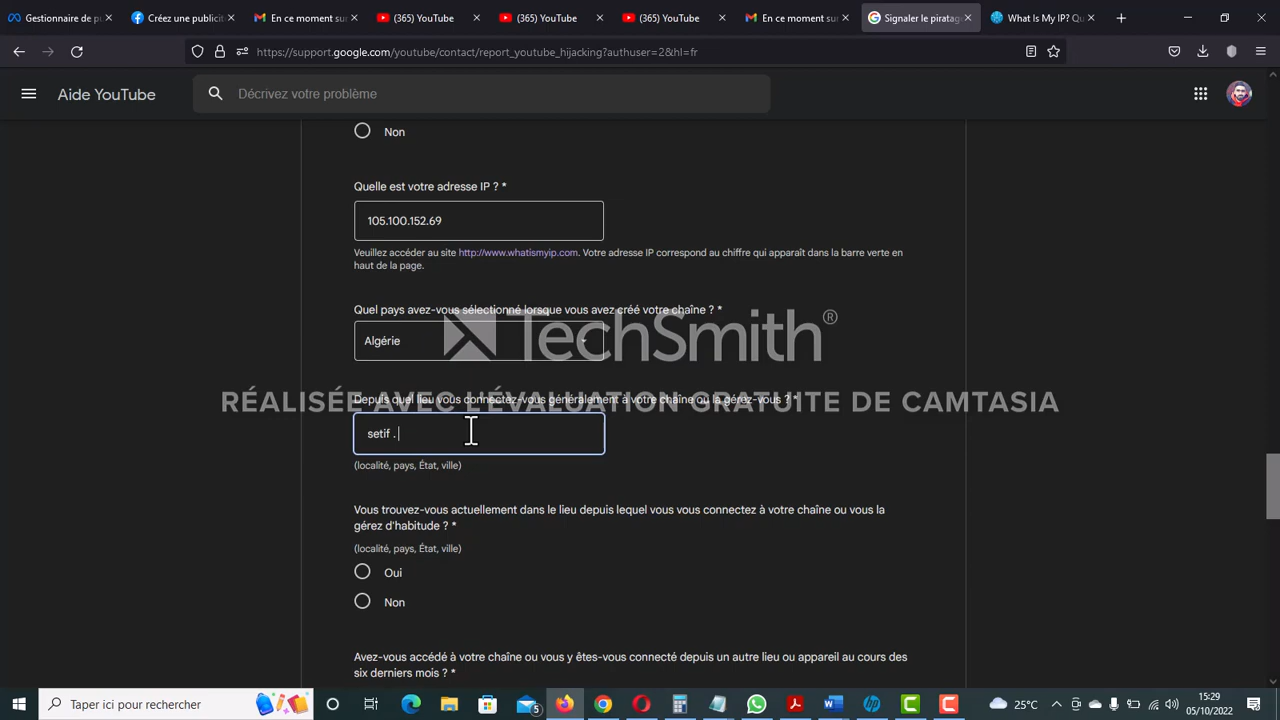 Gestionnaire de pu
Créez une publicit
En ce moment sur
(365) YouTube
(365) YouTube
(365) YouTube
En ce moment sur
Signaler le piratag
What Is My IP? Qu
https://support.google.com/youtube/contact/report_youtube_hijacking?authuser=2&hl=fr
Aide YouTube
Décrivez votre problème
Non
Quelle est votre adresse IP ? *
105.100.152.69
Veuillez accéder au site http://www.whatismyip.com. Votre adresse IP correspond au chiffre qui apparaît dans la barre verte en
haut de la page.
Quel pays avez-vous sélectionné lorsque vous avez créé votre chaîne ? *
Algérie
TechSmith®
Depuis quel lieu vous connectez-vous généralement à votre chaîne ou la gérez-vous ? *
RÉALISÉE AVEC L'ÉVALUATION GRATUITE DE CAMTASIA
setif .
(localité, pays, État, ville)
Vous trouvez-vous actuellement dans le lieu depuis lequel vous vous connectez à votre chaîne ou vous la
gérez d'habitude ? *
(localité, pays, État, ville)
Oui
Non
Avez-vous accédé à votre chaîne ou vous y êtes-vous connecté depuis un autre lieu ou appareil au cours des
six derniers mois ? *
Taper ici pour rechercher
5
25°C
15:29
05/10/2022